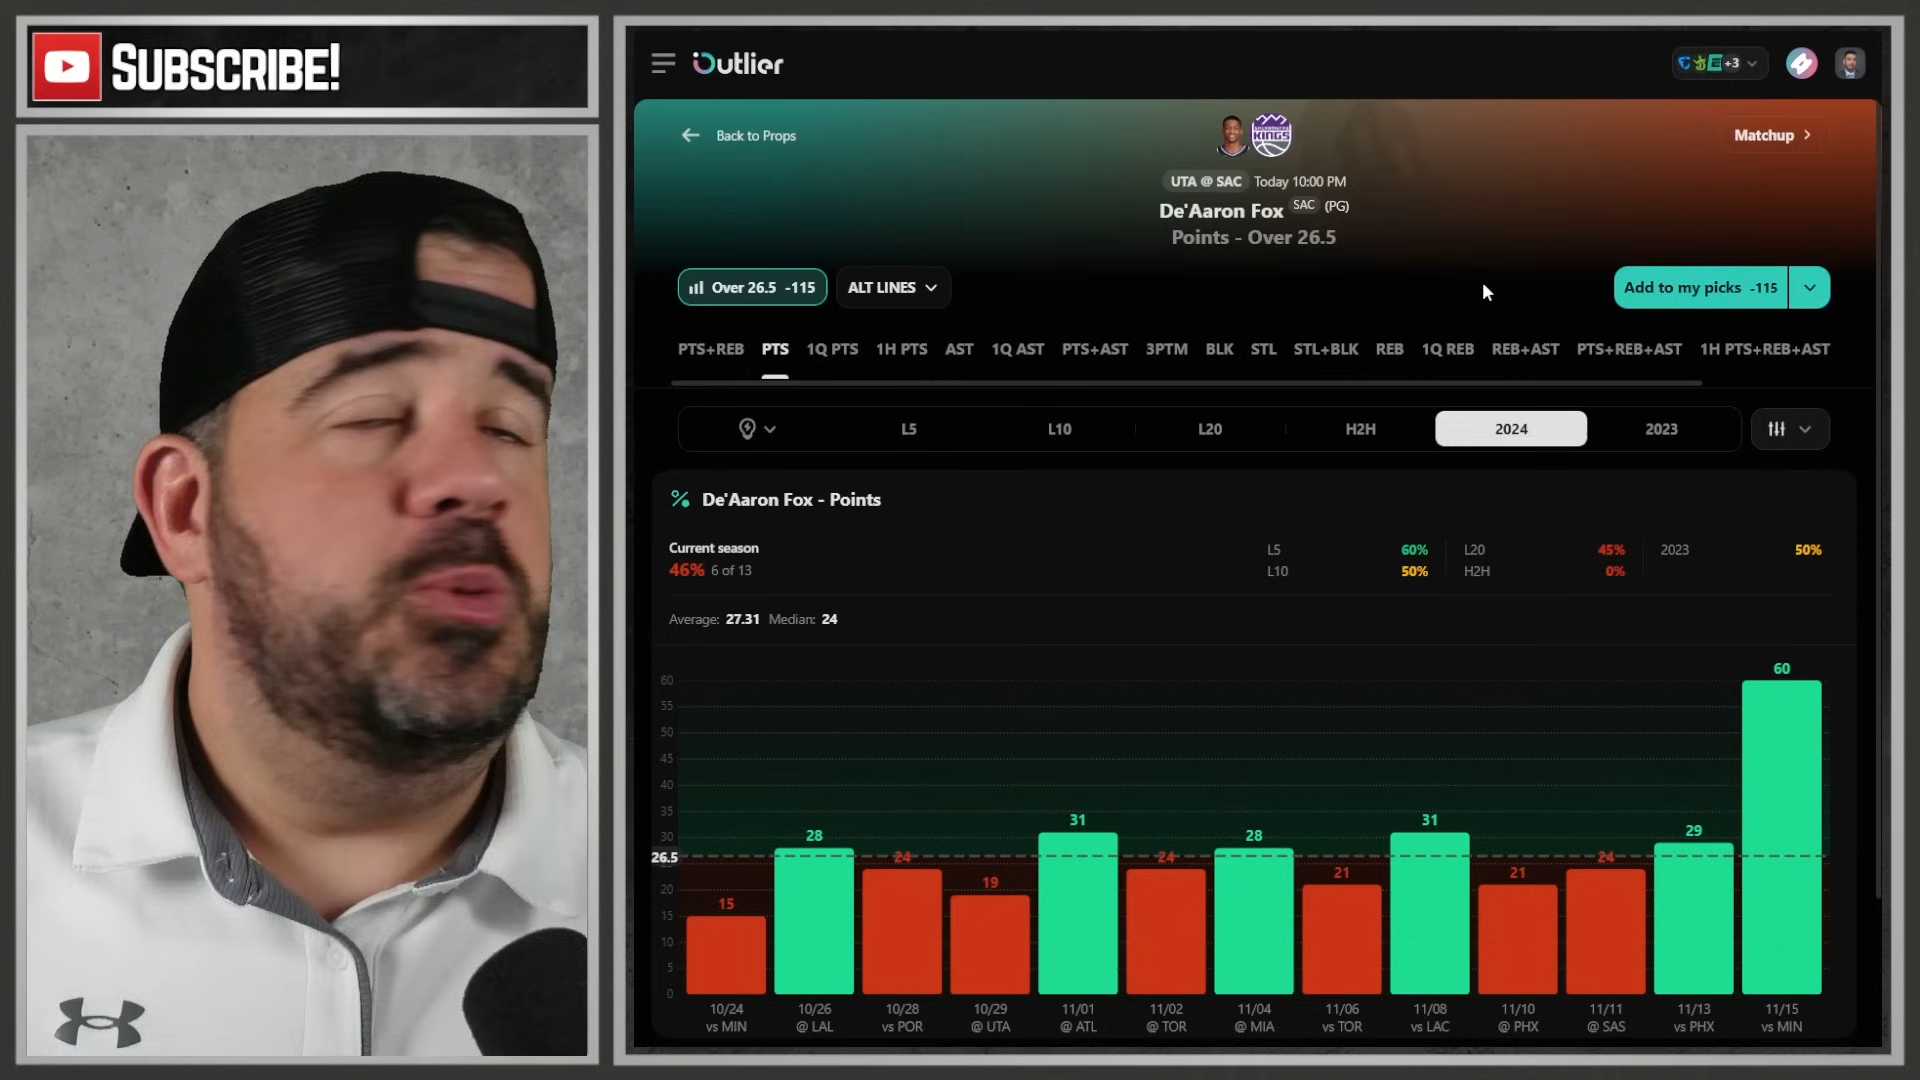 SUBSCRIBE!
Outlier
+3
Back to Props
KINGS
Matchup
UTA @ SAC Today 10:00 PM
De'Aaron Fox SAC (PG)
Points - Over 26.5
Over 26.5 -115
ALT LINES
Add to my picks -115
PTS+REB PTS 1Q PTS 1H PTS AST 1Q AST PTS+AST 3PTM BLK STL STL+BLK REB 1Q REB REB+AST PTS+REB+AST 1H PTS+REB+AST
L5 L10 L20 H2H 2024 2023
De'Aaron Fox - Points
Current season
46% 6 of 13
L5 60% L20 45% 2023 50%
L10 50% H2H 0%
Average: 27.31 Median: 24
60
55
50
45
40
35
30
26.5
20
15
10
5
0
15 28 24 19 31 24 28 21 31 21 24 29 60
10/24 10/26 10/28 10/29 11/01 11/02 11/04 11/06 11/08 11/10 11/11 11/13 11/15
vs MIN @ LAL vs POR @ UTA @ ATL @ TOR @ MIA vs TOR vs LAC @ PHX @ SAS vs PHX vs MIN